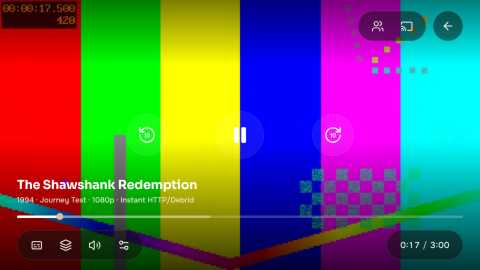 00:00:17.500
420
10
10
The Shawshank Redemption
1994 · Journey Test · 1080p · Instant HTTP/Debrid
0:17 / 3:00